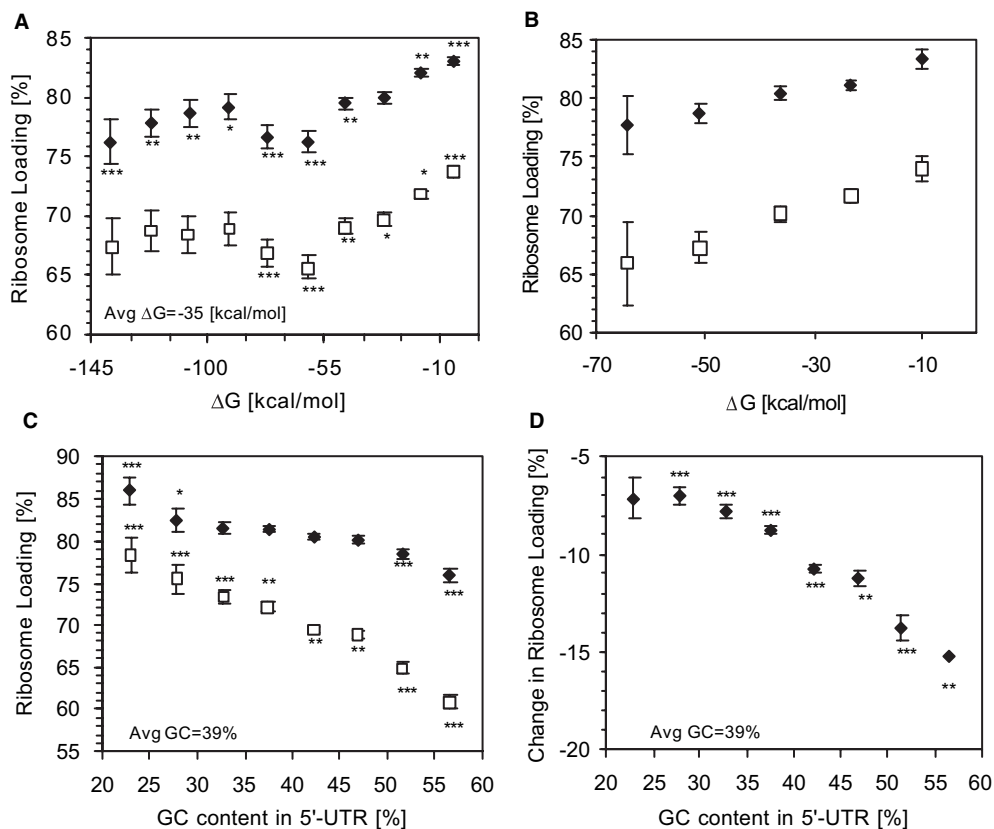 A
85
80
75
70
65
60
Ribosome Loading [%]
*** ** ** * *** *** ** ** ***
*** *** ** * * ***
Avg ΔG=-35 [kcal/mol]
-145 -100 -55 -10
ΔG [kcal/mol]
B
85
80
75
70
65
60
Ribosome Loading [%]
-70 -50 -30 -10
ΔG [kcal/mol]
C
90
85
80
75
70
65
60
55
Ribosome Loading [%]
*** * *** ***
*** *** *** ** ** ** *** ***
Avg GC=39%
20 25 30 35 40 45 50 55 60
GC content in 5'-UTR [%]
D
-5
-10
-15
-20
Change in Ribosome Loading [%]
*** *** *** *** ** *** **
Avg GC=39%
20 25 30 35 40 45 50 55 60
GC content in 5'-UTR [%]